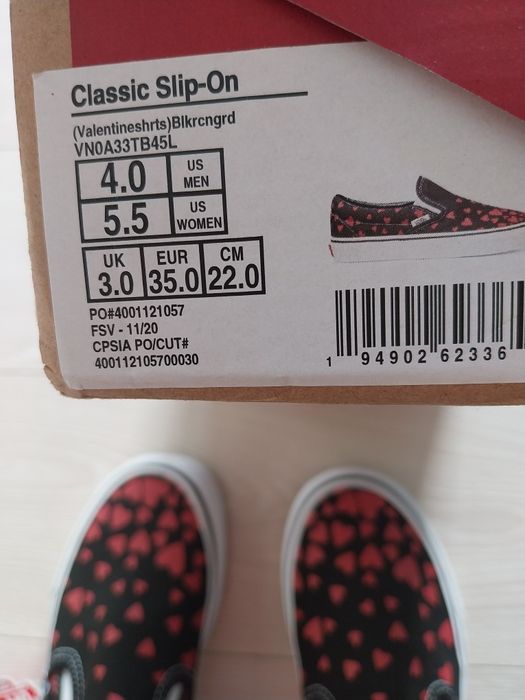 Classic Slip-On
(Valentineshrts)Blkrcngrd
VN0A33TB45L
4.0 US MEN
5.5 US WOMEN
UK EUR CM
3.0 35.0 22.0
PO#4001121057
FSV - 11/20
CPSIA PO/CUT#
400112105700030
1 94902 62336